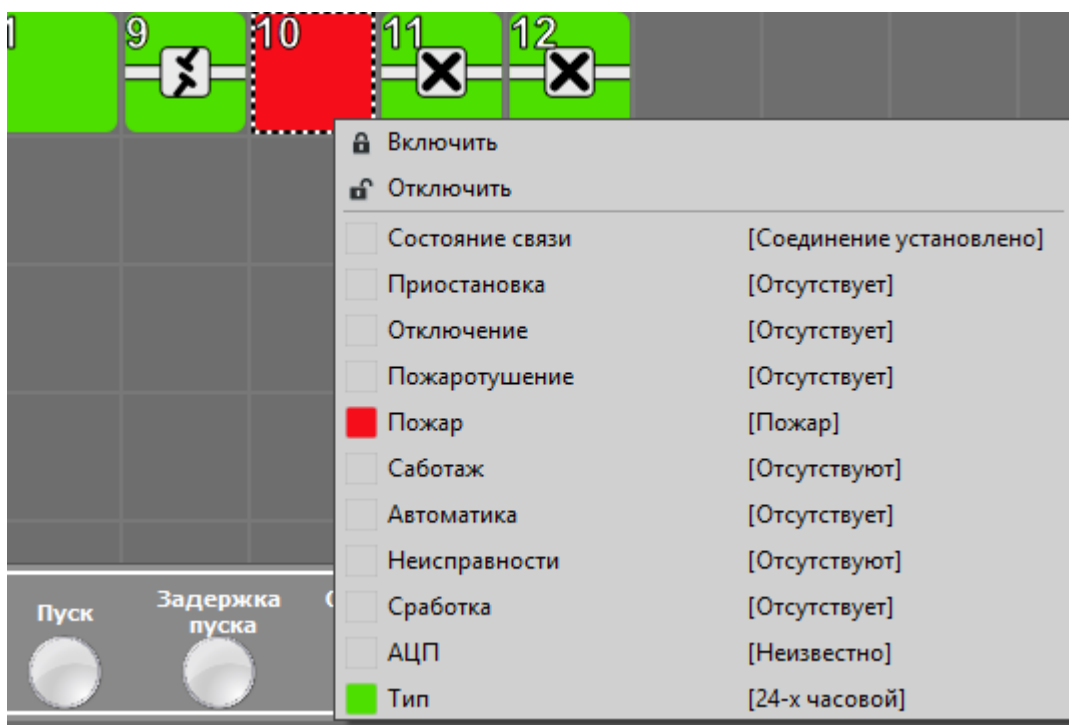 1 9 10 11 12
Включить
Отключить
Состояние связи [Соединение установлено]
Приостановка [Отсутствует]
Отключение [Отсутствует]
Пожаротушение [Отсутствует]
Пожар [Пожар]
Саботаж [Отсутствуют]
Автоматика [Отсутствует]
Неисправности [Отсутствуют]
Сработка [Отсутствует]
АЦП [Неизвестно]
Тип [24-х часовой]
Пуск
Задержка
пуска